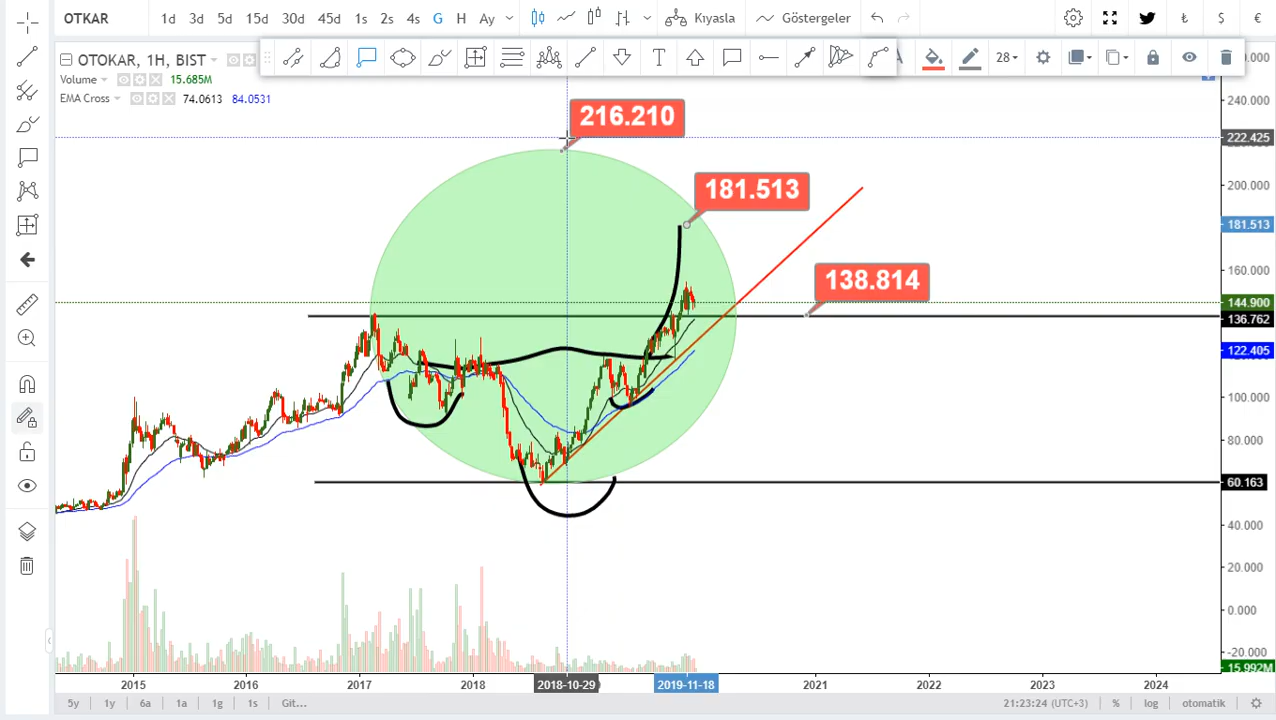 OTKAR 1d 3d 5d 15d 30d 45d 1s 2s 4s G H Ay Kıyasla Göstergeler ₺ $ €
OTOKAR, 1H, BIST
28
Volume 15.685M
EMA Cross 74.0613 84.0531
240.000
216.210
222.425
181.513
200.000
181.513
160.000
138.814
144.900
136.762
122.405
100.000
80.000
60.163
40.000
20.000
0.000
-20.000
15.992M
2015 2016 2017 2018 2018-10-29 2019-11-18 2021 2022 2023 2024
5y 1y 6a 1a 1g 1s Git... 21:23:24 (UTC+3) % log otomatik